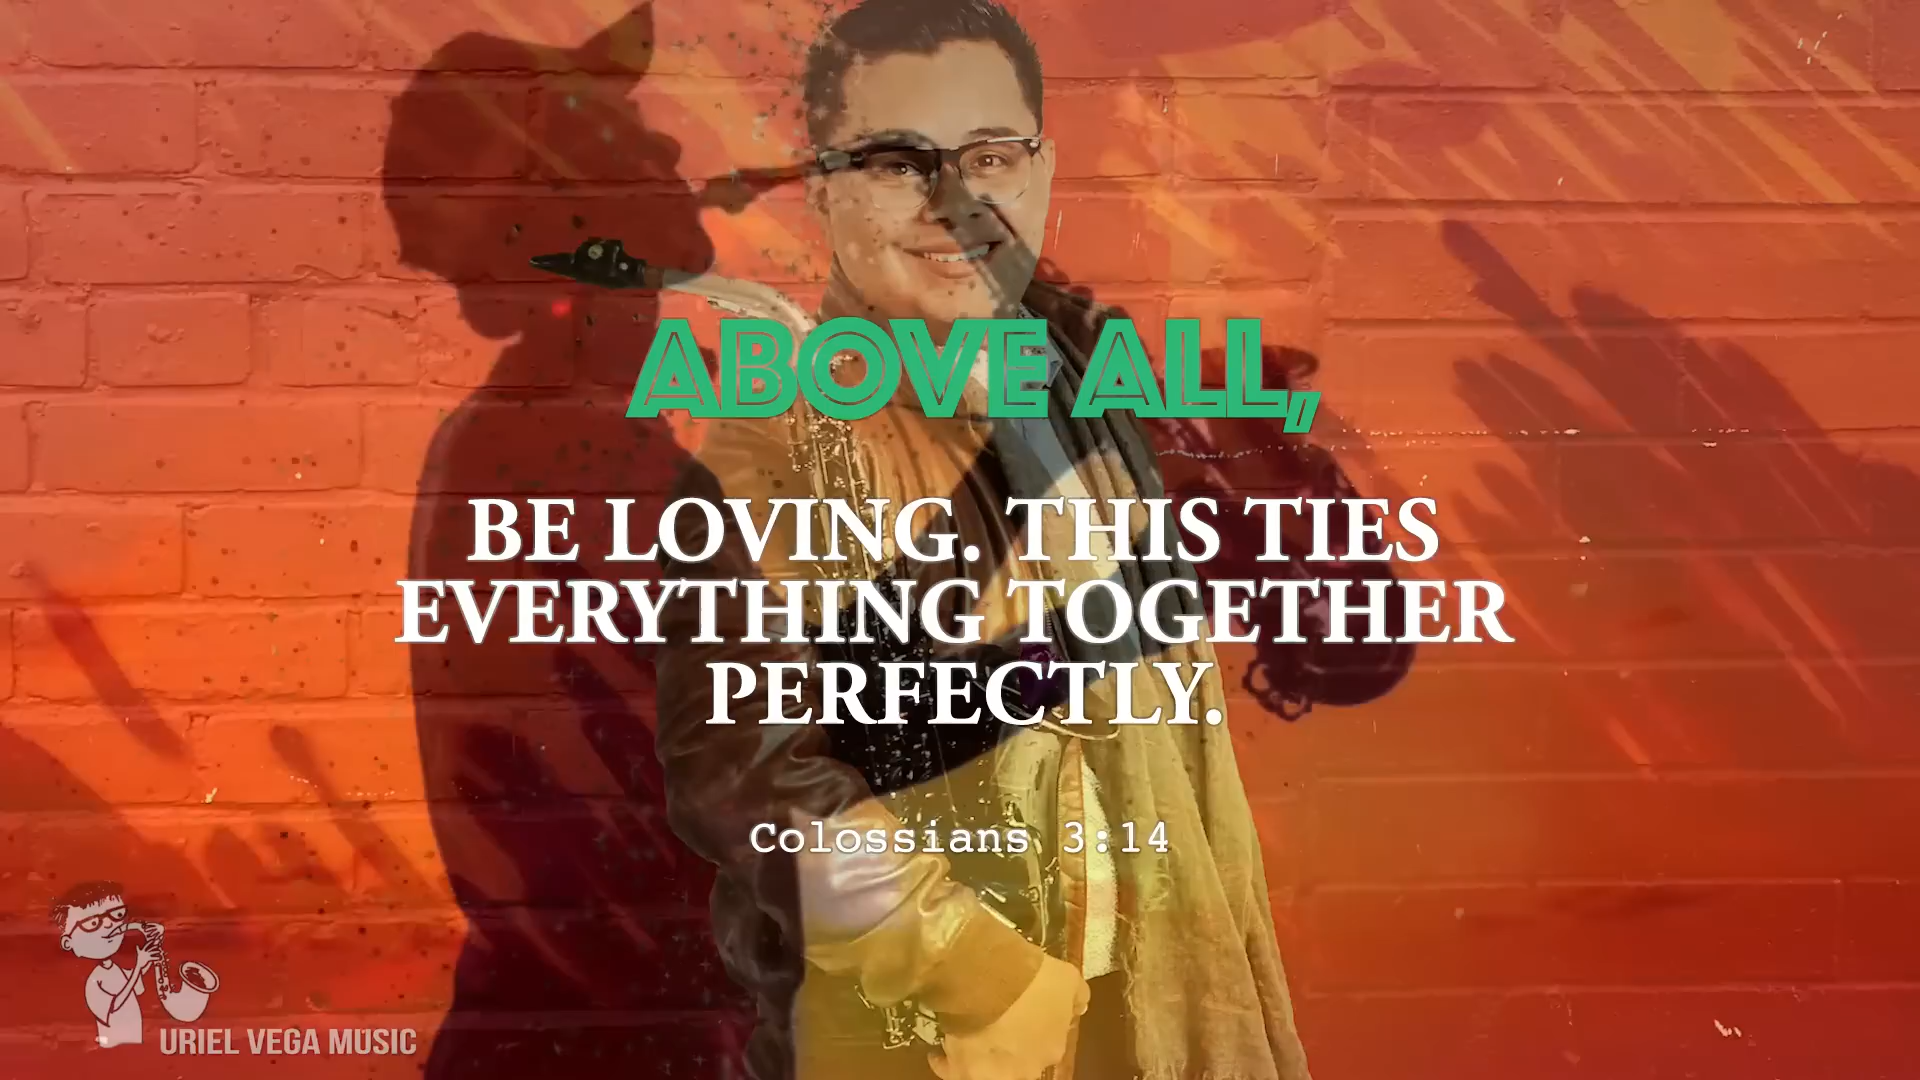 ABOVE ALL,
BE LOVING. THIS TIES
EVERYTHING TOGETHER
PERFECTLY.
Colossians 3:14
URIEL VEGA MUSIC